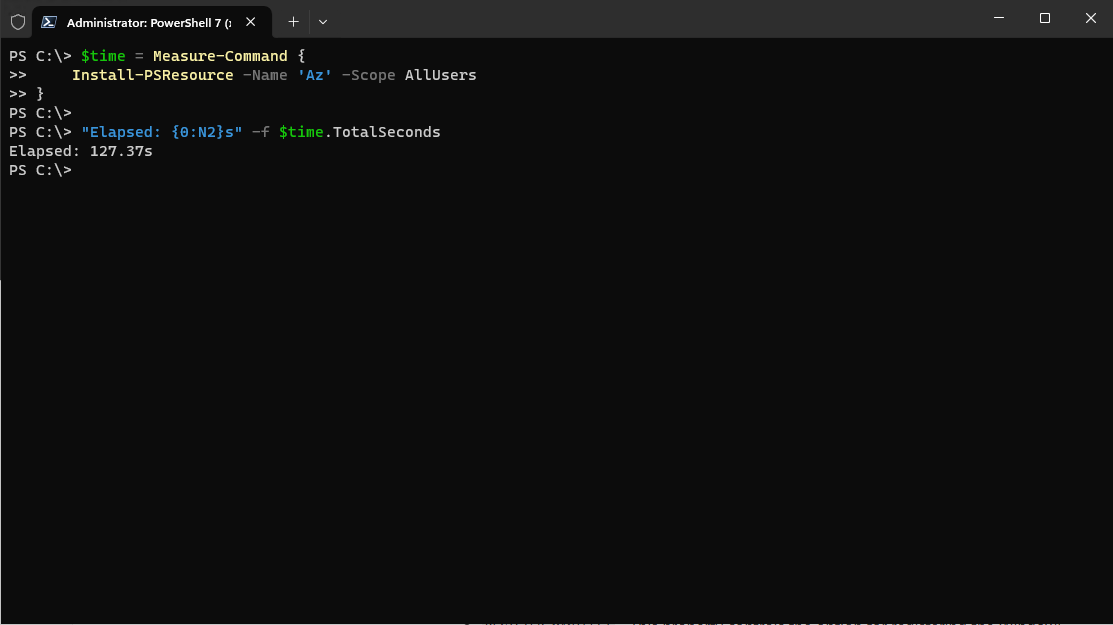 Administrator: PowerShell 7 (x
PS C:\> $time = Measure-Command {
>>     Install-PSResource -Name 'Az' -Scope AllUsers
>> }
PS C:\>
PS C:\> "Elapsed: {0:N2}s" -f $time.TotalSeconds
Elapsed: 127.37s
PS C:\>